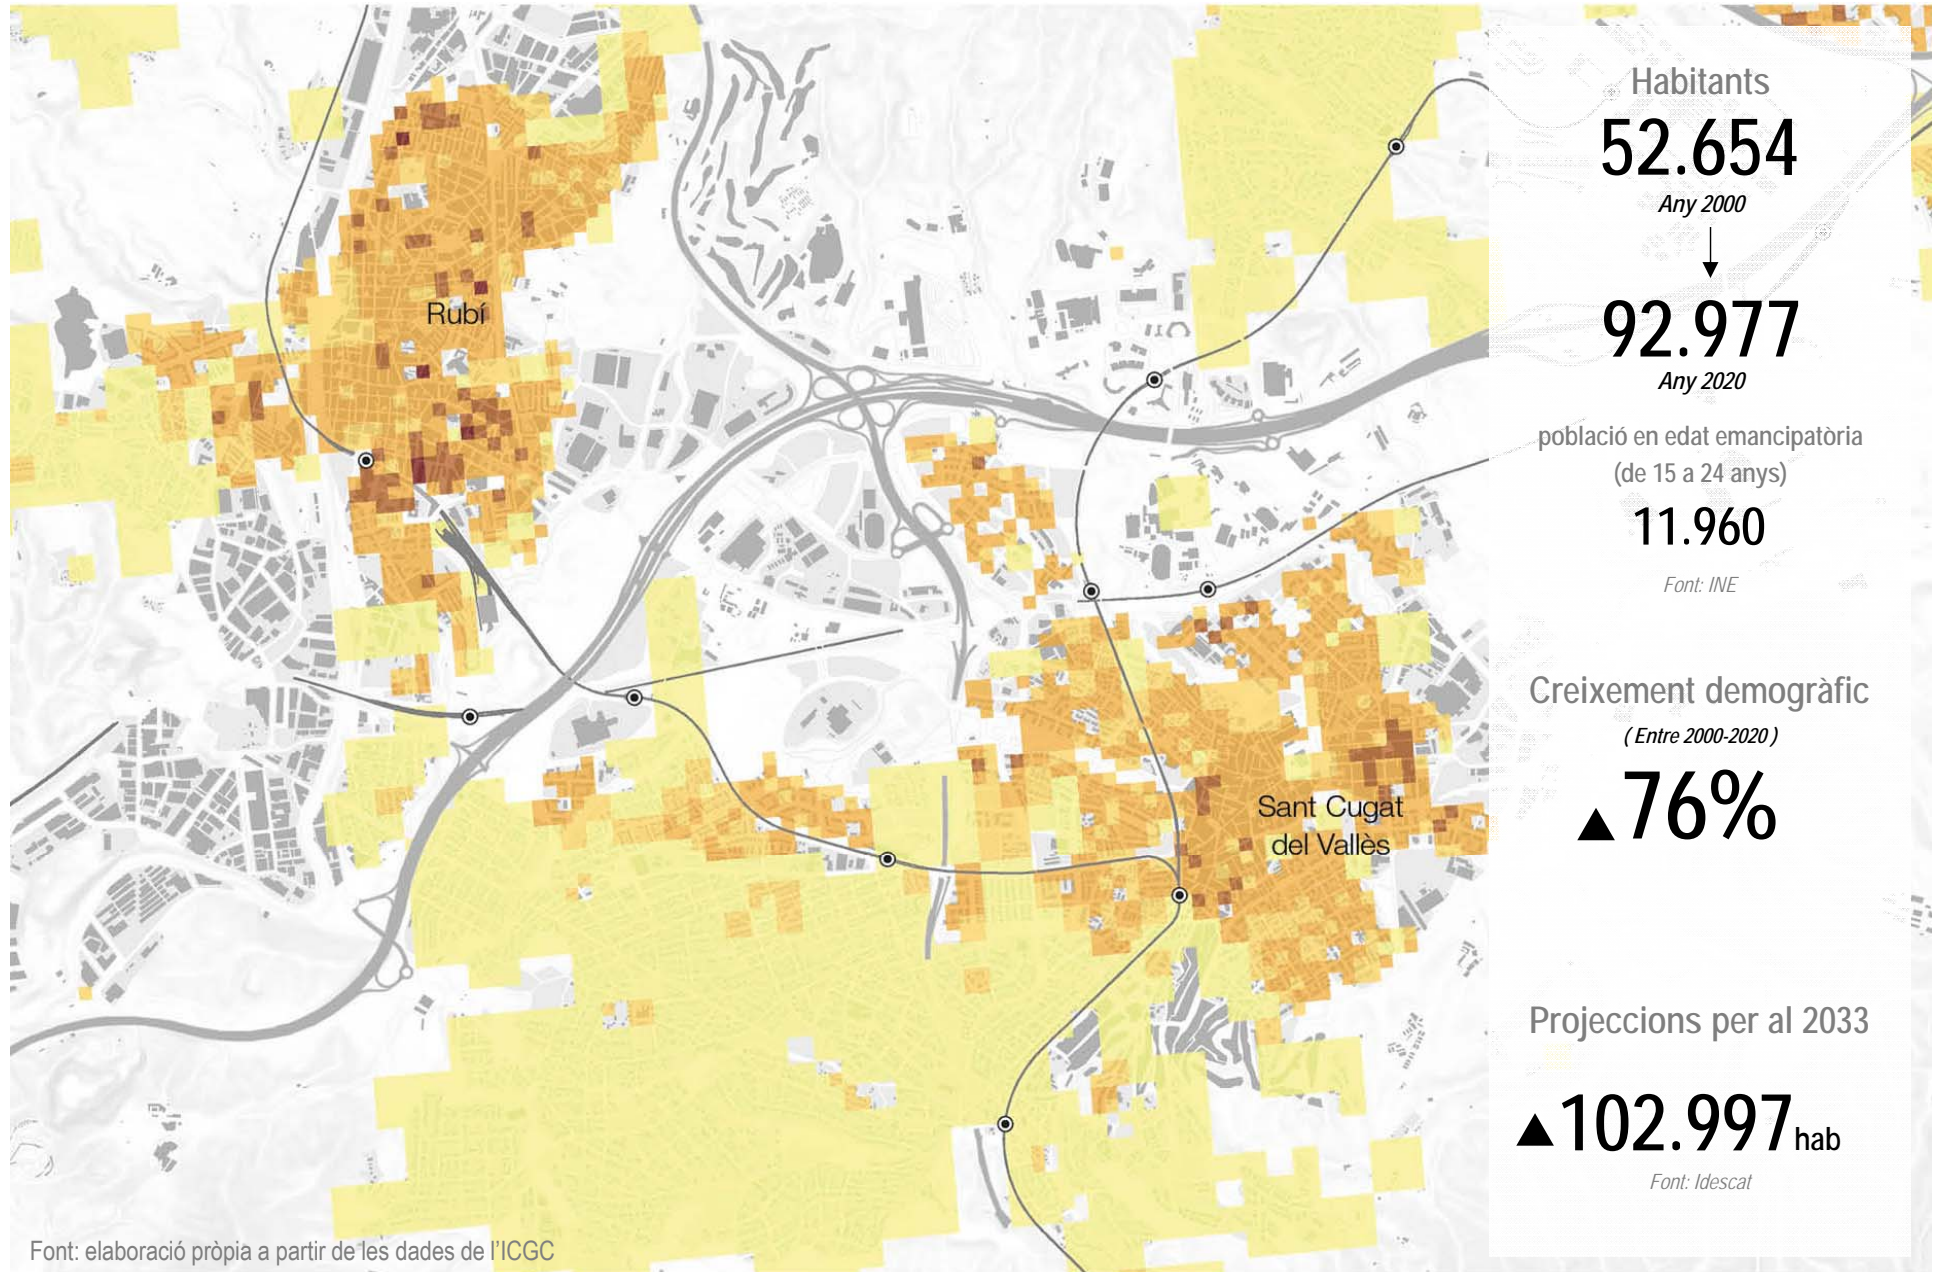 Habitants
52.654
Any 2000
92.977
Any 2020
població en edat emancipatòria
(de 15 a 24 anys)
11.960
Font: INE
Creixement demogràfic
( Entre 2000-2020 )
▲76%
Projeccions per al 2033
▲102.997 hab
Font: Idescat
Rubí
Sant Cugat
del Vallès
Font: elaboració pròpia a partir de les dades de l'ICGC